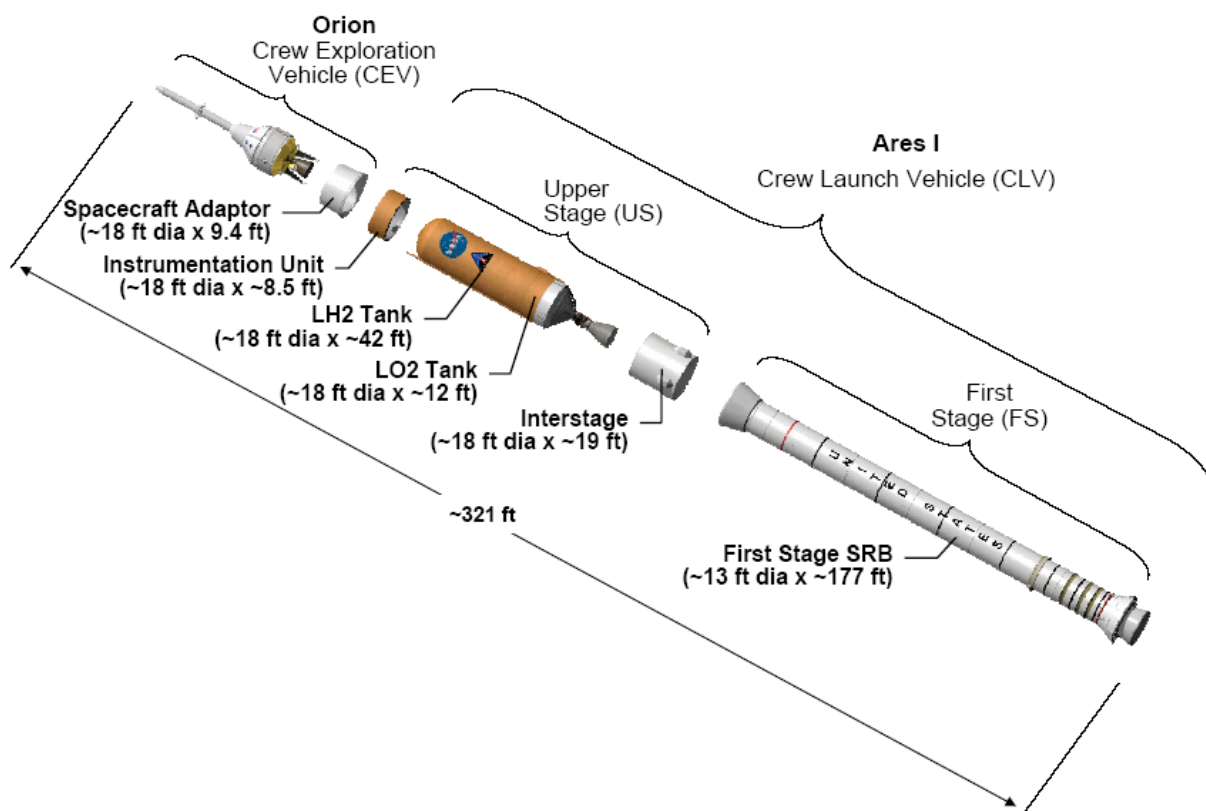 Orion
Crew Exploration
Vehicle (CEV)
Ares I
Crew Launch Vehicle (CLV)
Upper
Stage (US)
Spacecraft Adaptor
(~18 ft dia x 9.4 ft)
Instrumentation Unit
(~18 ft dia x ~8.5 ft)
LH2 Tank
(~18 ft dia x ~42 ft)
LO2 Tank
(~18 ft dia x ~12 ft)
Interstage
(~18 ft dia x ~19 ft)
First
Stage (FS)
NASA
UNITED STATES
~321 ft
First Stage SRB
(~13 ft dia x ~177 ft)